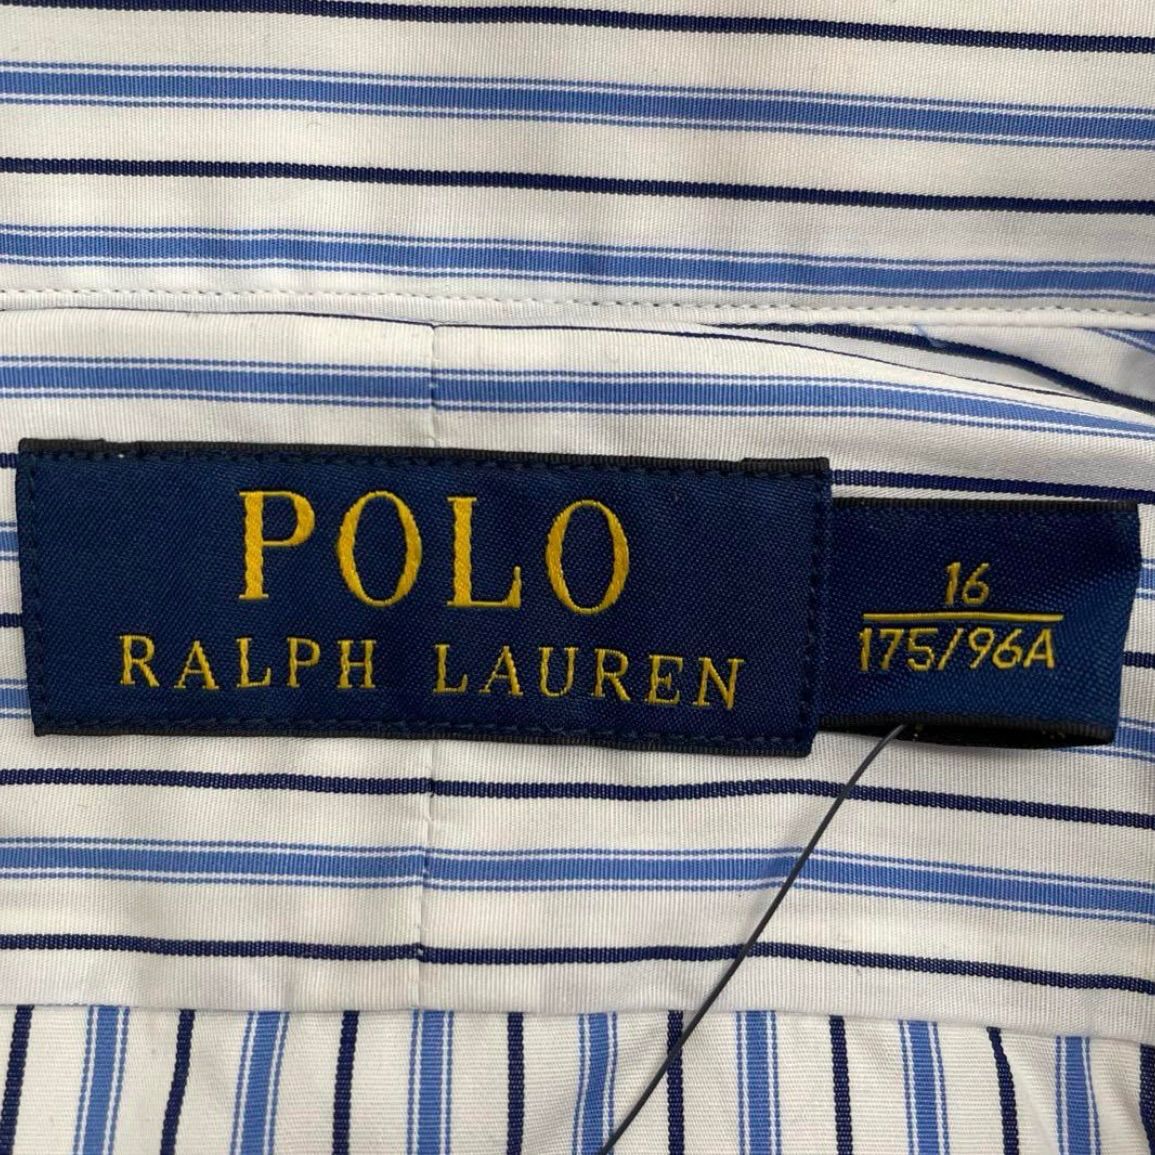 POLO
RALPH LAUREN
16
175/96A